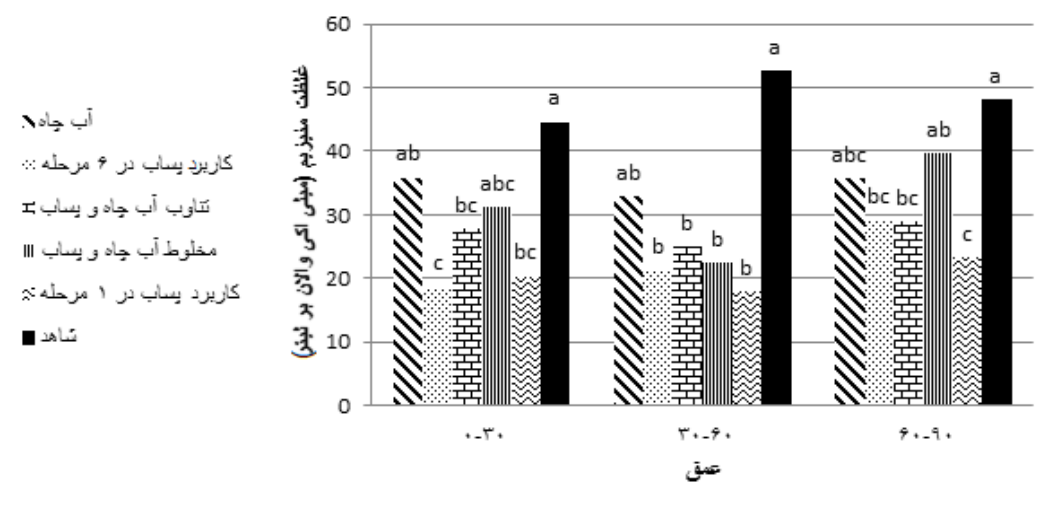 آب چاه
کاربرد پساب در ۶ مرحله
تناوب آب چاه و پساب
مخلوط آب چاه و پساب
کاربرد پساب در ۱ مرحله
شاهد
غلظت منیزیم (میلی اکی والان بر لیتر)
60
50
40
30
20
10
0
ab c bc abc bc a
ab b b b b a
abc bc bc ab c a
۰-۳۰ ۳۰-۶۰ ۶۰-۹۰
عمق